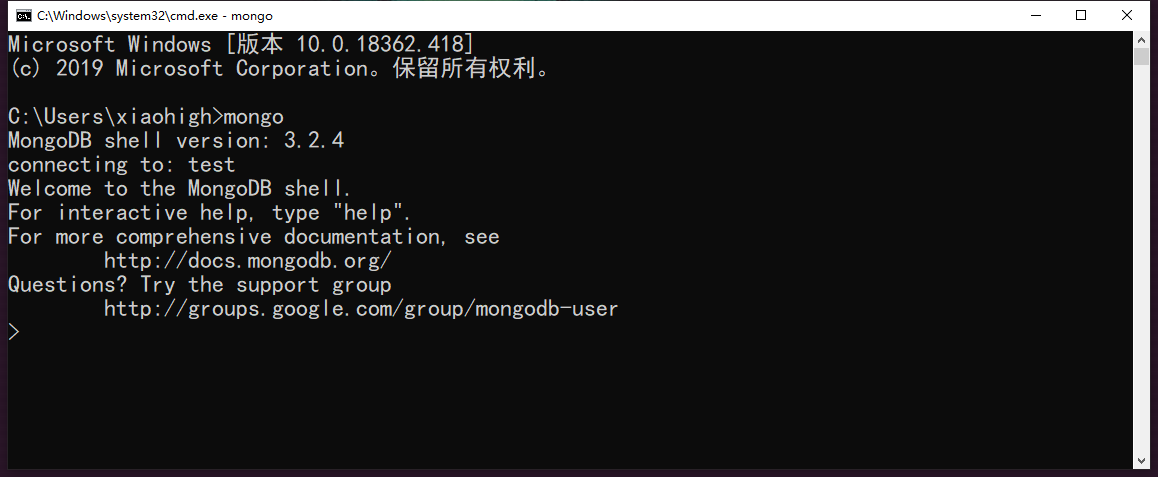 C:\Windows\system32\cmd.exe - mongo
Microsoft Windows [版本 10.0.18362.418]
(c) 2019 Microsoft Corporation。保留所有权利。
C:\Users\xiaohigh>mongo
MongoDB shell version: 3.2.4
connecting to: test
Welcome to the MongoDB shell.
For interactive help, type "help".
For more comprehensive documentation, see
http://docs.mongodb.org/
Questions? Try the support group
http://groups.google.com/group/mongodb-user
>